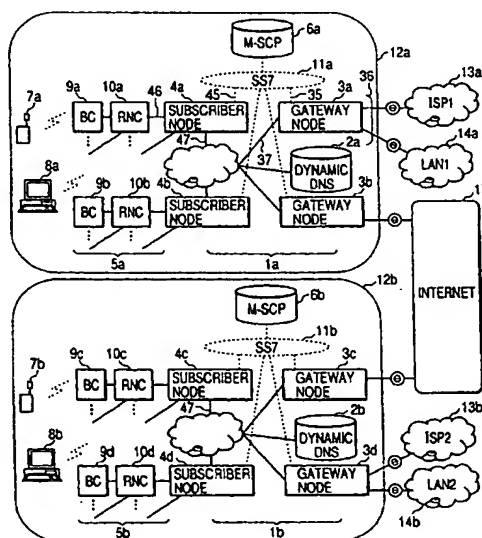 6a
M-SCP
12a
SS7
11a
13a
7a
9a
10a
46
4a
45
35
3a
36
ISP1
BC
RNC
SUBSCRIBER
NODE
GATEWAY
NODE
14a
47
37
2a
LAN1
8a
9b
10b
4b
DYNAMIC
DNS
3b
1
BC
RNC
SUBSCRIBER
NODE
GATEWAY
NODE
5a
1a
12b
INTERNET
M-SCP
6b
SS7
11b
7b
9c
10c
4c
3c
BC
RNC
SUBSCRIBER
NODE
GATEWAY
NODE
47
2b
13b
8b
9d
10d
4d
DYNAMIC
DNS
3d
ISP2
BC
RNC
SUBSCRIBER
NODE
GATEWAY
NODE
LAN2
5b
1b
14b